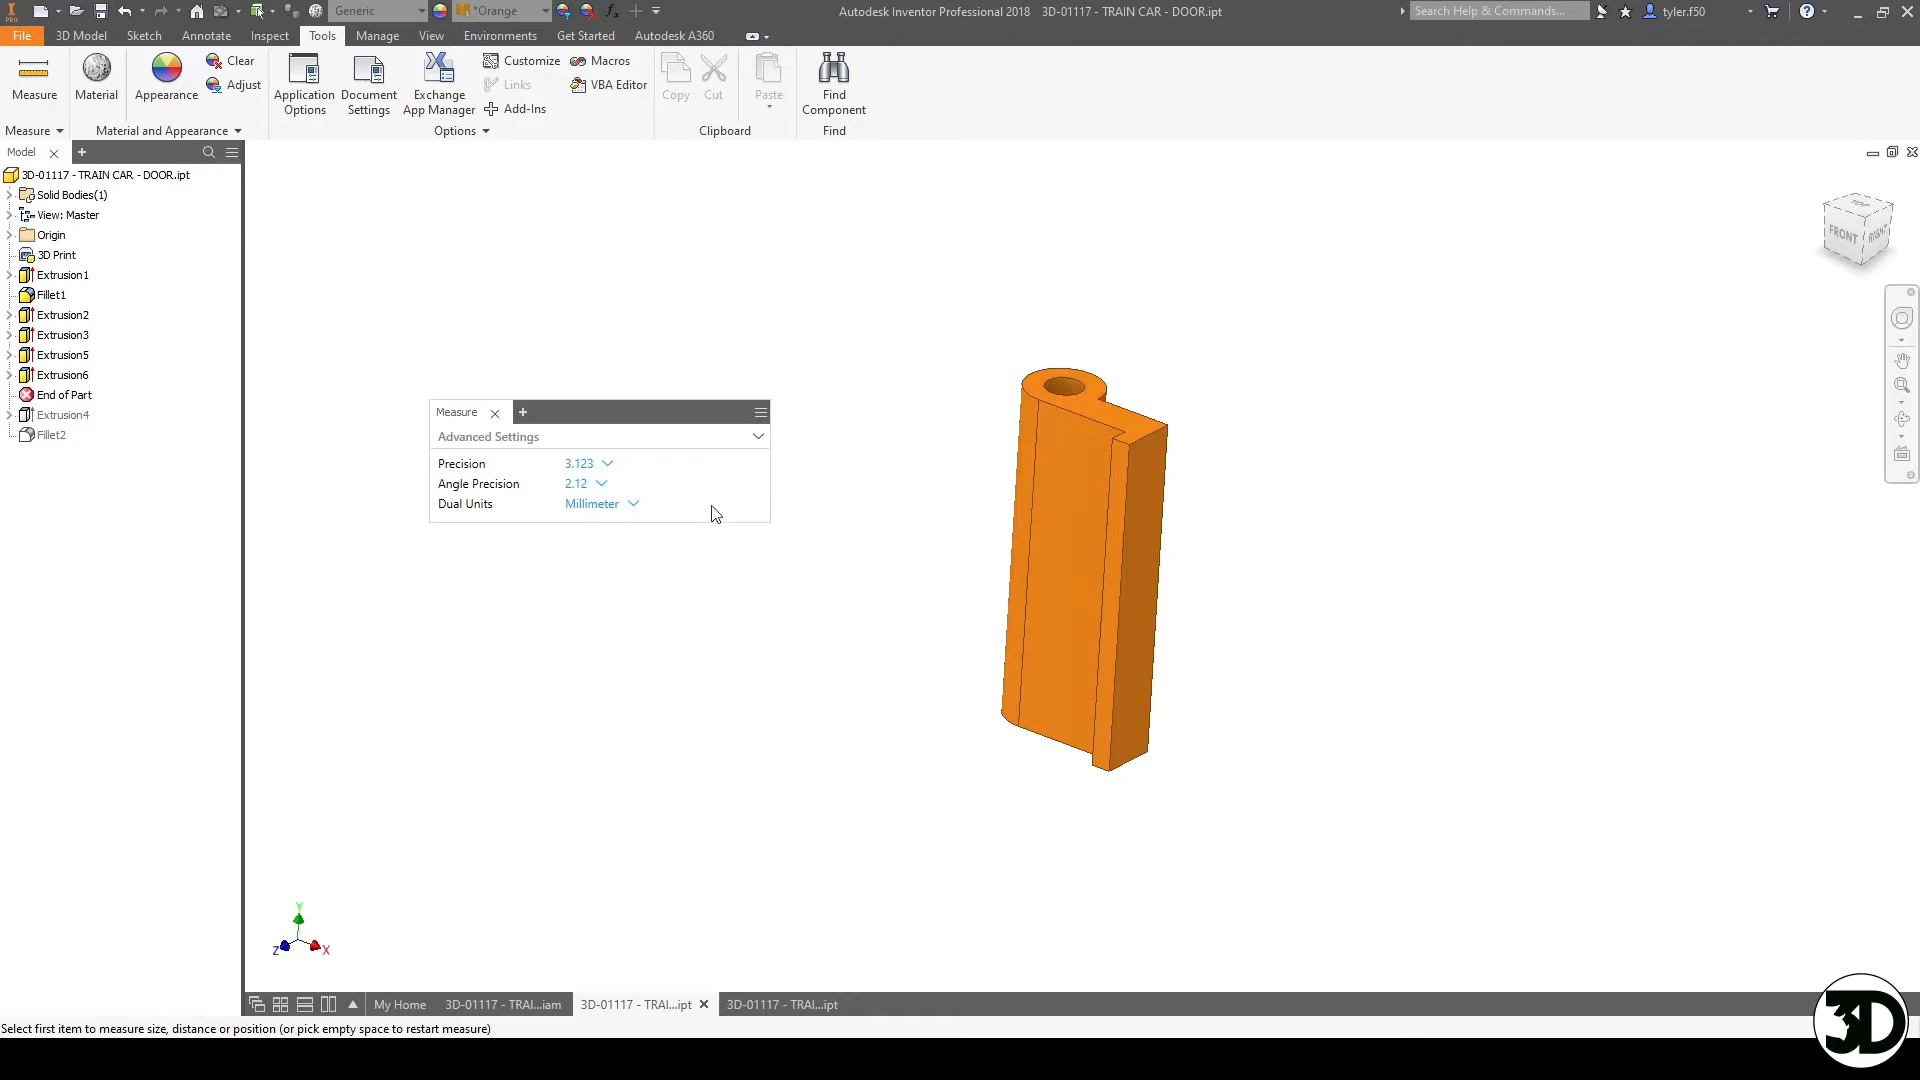 PRO
Generic
*Orange
Autodesk Inventor Professional 2018   3D-01117 - TRAIN CAR - DOOR.ipt
Search Help & Commands...
tyler.f50
File
3D Model
Sketch
Annotate
Inspect
Tools
Manage
View
Environments
Get Started
Autodesk A360
Measure
Material
Appearance
Clear
Adjust
Application Options
Document Settings
Exchange App Manager
Customize
Links
Add-Ins
Macros
VBA Editor
Copy
Cut
Paste
Find Component
Measure
Material and Appearance
Options
Clipboard
Find
Model
3D-01117 - TRAIN CAR - DOOR.ipt
Solid Bodies(1)
View: Master
Origin
3D Print
Extrusion1
Fillet1
Extrusion2
Extrusion3
Extrusion5
Extrusion6
End of Part
Extrusion4
Fillet2
Measure
Advanced Settings
Precision 3.123
Angle Precision 2.12
Dual Units Millimeter
TOP
FRONT
RIGHT
Y
Z
X
My Home
3D-01117 - TRAI...iam
3D-01117 - TRAI...ipt
3D-01117 - TRAI...ipt
Select first item to measure size, distance or position (or pick empty space to restart measure)
3D